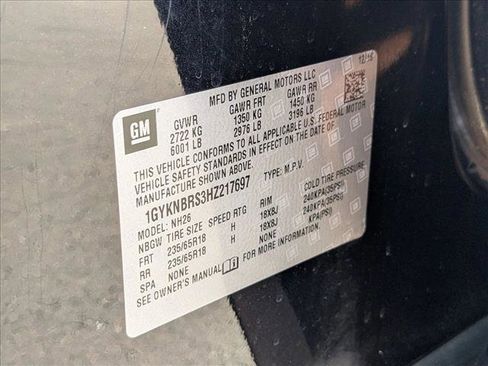 MFD BY GENERAL MOTORS LLC 12/16
GM
GVWR GAWR FRT GAWR RR
2722 KG 1350 KG 1450 KG
6001 LB 2976 LB 3196 LB
THIS VEHICLE CONFORMS TO ALL APPLICABLE U.S. FEDERAL MOTOR
VEHICLE SAFETY STANDARDS IN EFFECT ON THE DATE OF
MANUFACTURE SHOWN ABOVE.
1GYKNBRS3HZ217697 TYPE: M.P.V.
MODEL: NH26
NBGW TIRE SIZE SPEED RTG RIM COLD TIRE PRESSURE
FRT 235/65R18 H 18X8J 240KPA(35PSI)
RR 235/65R18 H 18X8J 240KPA(35PSI)
SPA NONE NONE KPA(PSI)
SEE OWNER'S MANUAL FOR MORE INFORMATION.